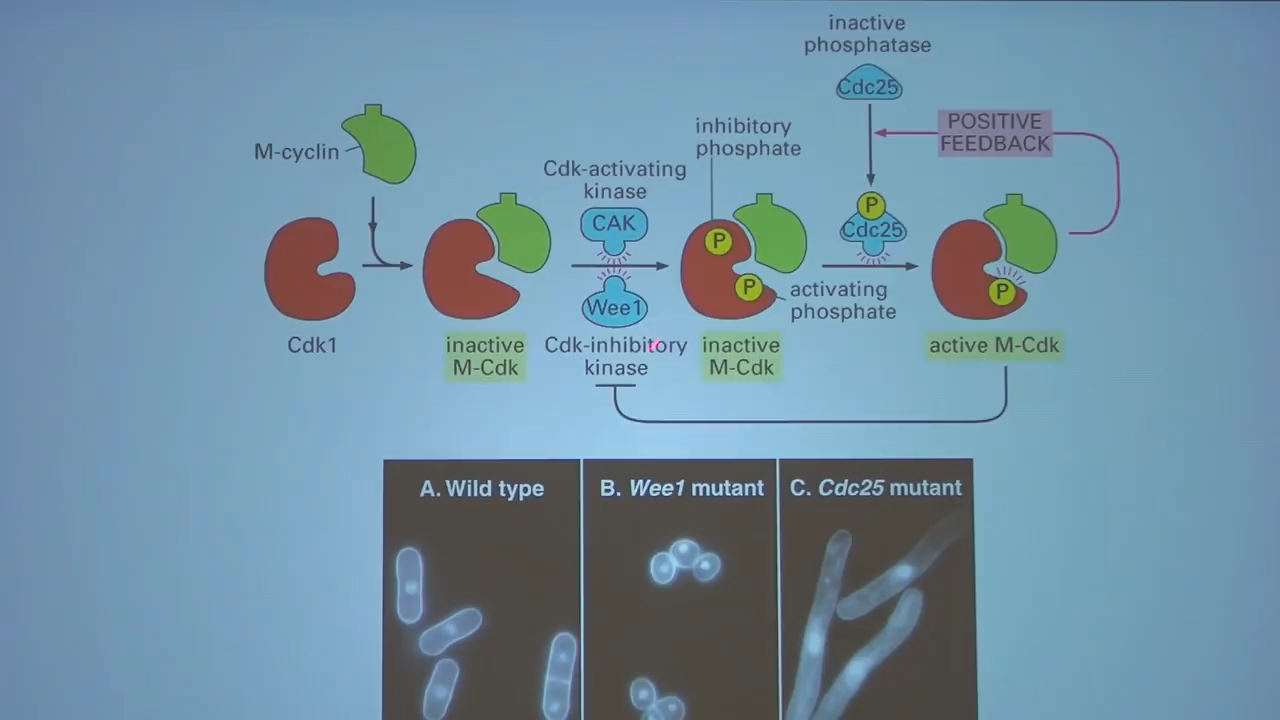 inactive
phosphatase
Cdc25
POSITIVE
FEEDBACK
inhibitory
phosphate
M-cyclin
Cdk-activating
kinase
CAK
P
Cdc25
P
P
Wee1
activating
phosphate
P
Cdk1
inactive
M-Cdk
Cdk-inhibitory
kinase
inactive
M-Cdk
active M-Cdk
A. Wild type
B. Wee1 mutant
C. Cdc25 mutant